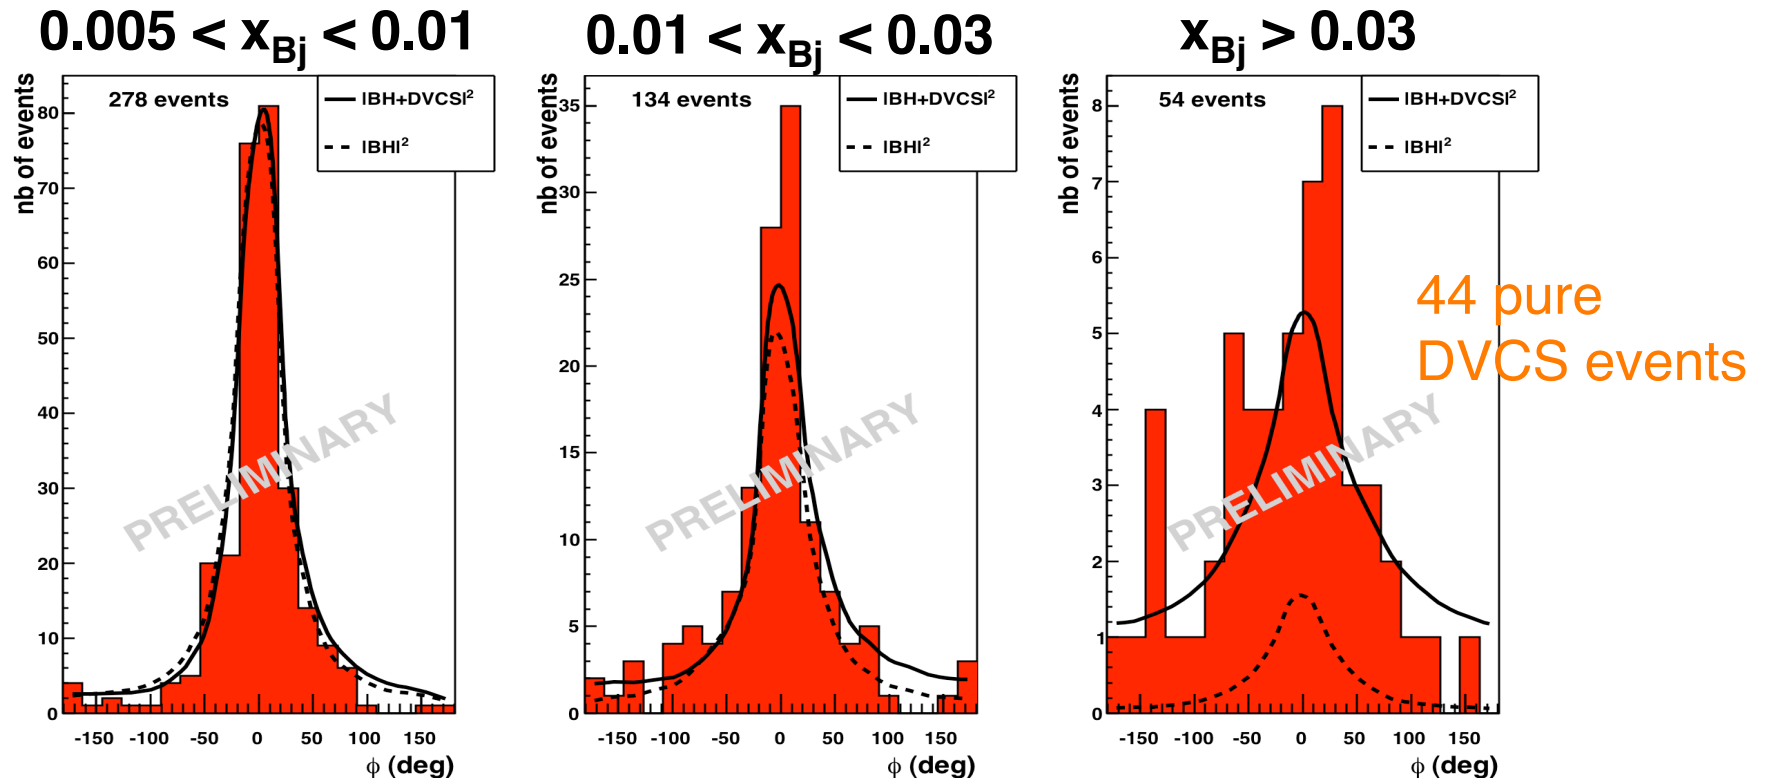 0.005 < xBj < 0.01
nb of events
278 events
|BH+DVCS|²
|BH|²
80
70
60
50
40
30
20
10
0
PRELIMINARY
-150 -100 -50 0 50 100 150
ϕ (deg)
0.01 < xBj < 0.03
nb of events
134 events
|BH+DVCS|²
|BH|²
35
30
25
20
15
10
5
0
PRELIMINARY
-150 -100 -50 0 50 100 150
ϕ (deg)
xBj > 0.03
nb of events
54 events
|BH+DVCS|²
|BH|²
8
7
6
5
4
3
2
1
0
PRELIMINARY
-150 -100 -50 0 50 100 150
ϕ (deg)
44 pure
DVCS events